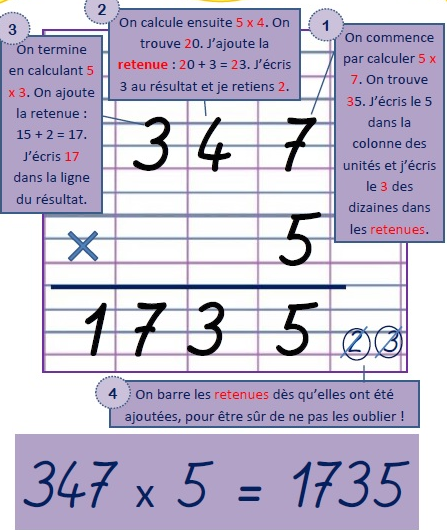 3
On termine
en calculant 5
x 3. On ajoute
la retenue :
15 + 2 = 17.
J'écris 17
dans la ligne
du résultat.
2
On calcule ensuite 5 x 4. On
trouve 20. J'ajoute la
retenue : 20 + 3 = 23. J'écris
3 au résultat et je retiens 2.
1
On commence
par calculer 5 x
7. On trouve
35. J'écris le 5
dans la
colonne des
unités et j'écris
le 3 des
dizaines dans
les retenues.
3 4 7
× 5
1 7 3 5 2 3
4
On barre les retenues dès qu'elles ont été
ajoutées, pour être sûr de ne pas les oublier !
347 x 5 = 1735